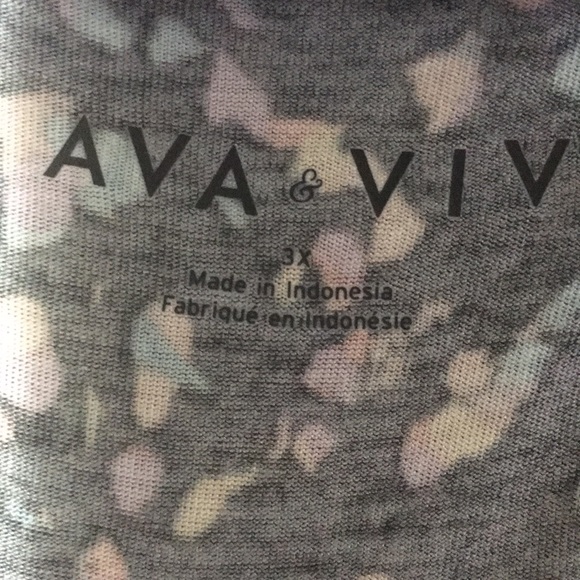 AVA & VIV
3X
Made in Indonesia
Fabriqué en Indonésie